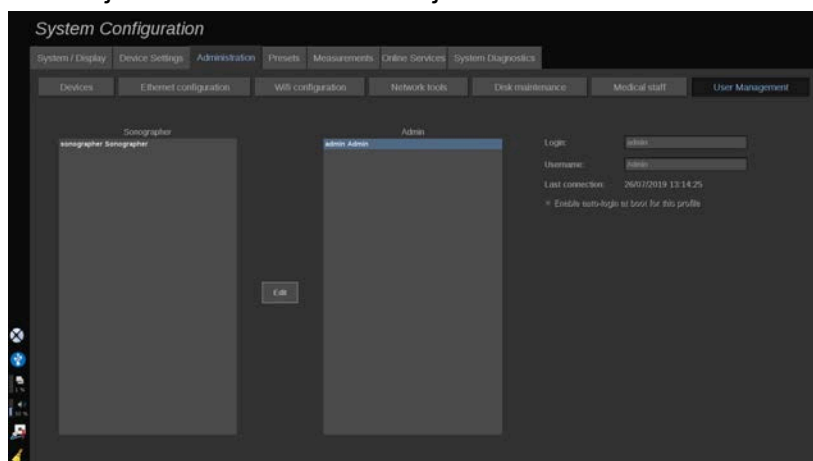 System Configuration
System / Display Device Settings Administration Presets Measurements Online Services System Diagnostics
Devices Ethernet configuration Wifi configuration Network tools Disk maintenance Medical staff User Management
Sonographer Admin
sonographer Sonographer admin Admin
Login: admin
Username: Admin
Last connection: 26/07/2019 13:14:25
Enable auto-login at boot for this profile
Edit
1 %